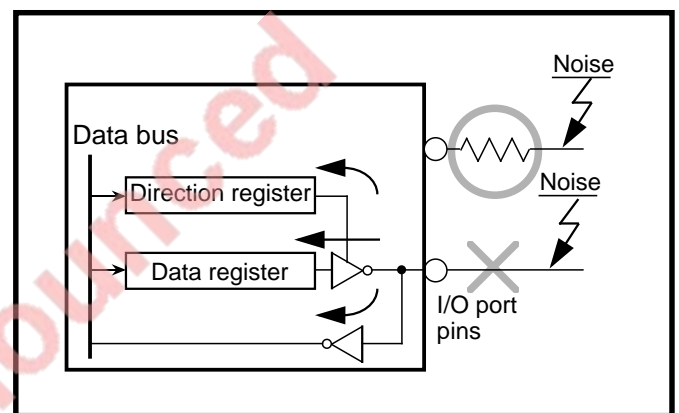 Noise
Data bus
Noise
Direction register
Data register
I/O port
pins